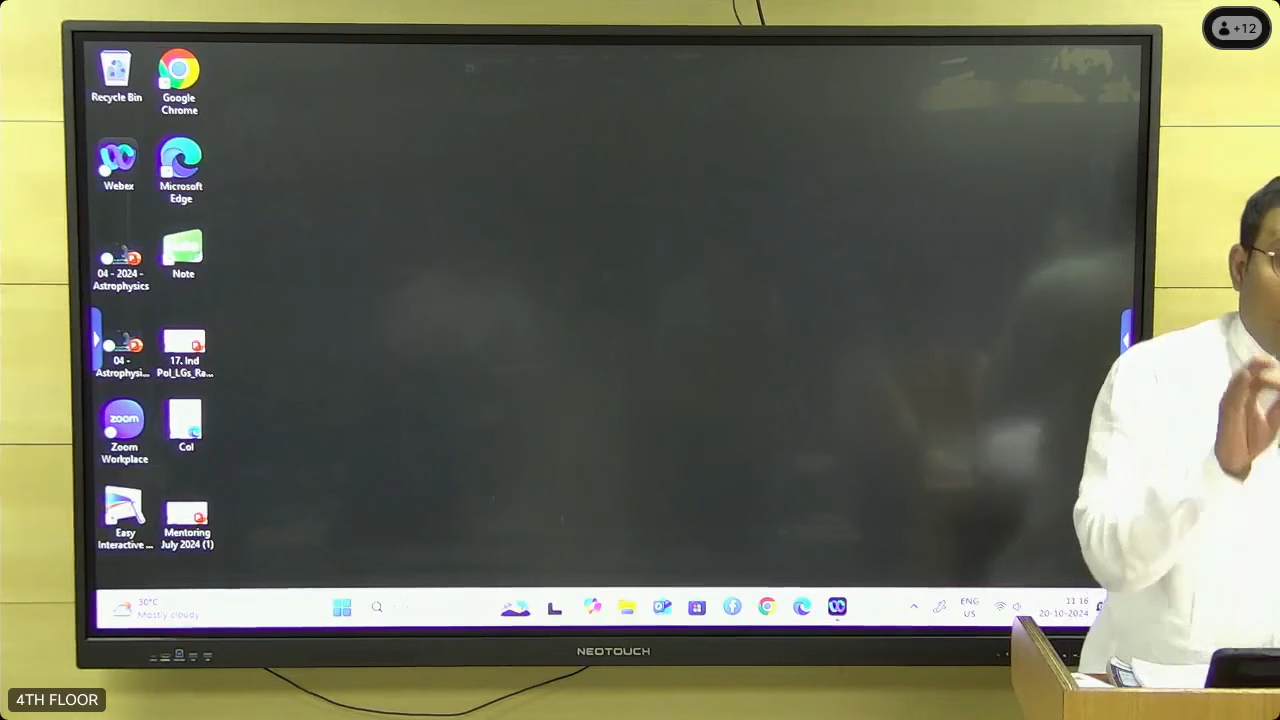 +12
Recycle Bin
Google
Chrome
Webex
Microsoft
Edge
04 - 2024 -
Astrophysics
Note
04 -
Astrophysi...
17. Ind
Pol_LGs_Ra...
zoom
Zoom
Workplace
Col
Easy
Interactive ...
Mentoring
July 2024 (1)
30°C
Mostly cloudy
ENG
US
11 16
20-10-2024
NEOTOUCH
4TH FLOOR